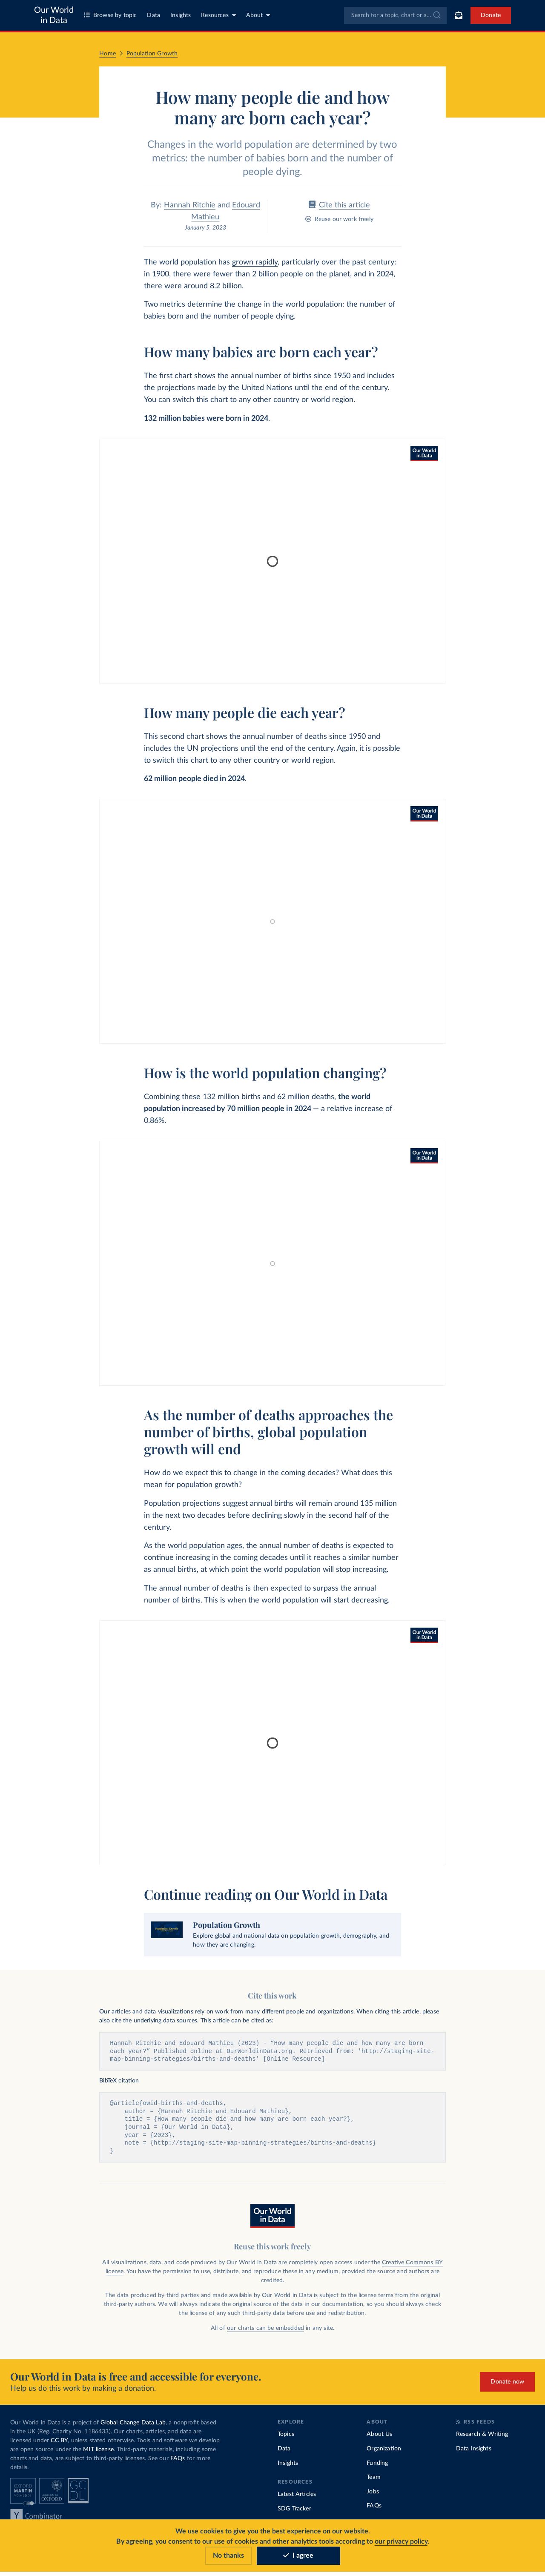 Our World
in Data
Browse by topic
Data
Insights
Resources
About
Search for a topic, chart or a...
Donate
Home
Population Growth
How many people die and how
many are born each year?
Changes in the world population are determined by two
metrics: the number of babies born and the number of
people dying.
By: Hannah Ritchie and Edouard
Mathieu
January 5, 2023
Cite this article
Reuse our work freely
The world population has grown rapidly, particularly over the past century:
in 1900, there were fewer than 2 billion people on the planet, and in 2024,
there were around 8.2 billion.
Two metrics determine the change in the world population: the number of
babies born and the number of people dying.
How many babies are born each year?
The first chart shows the annual number of births since 1950 and includes
the projections made by the United Nations until the end of the century.
You can switch this chart to any other country or world region.
132 million babies were born in 2024.
Our World
in Data
How many people die each year?
This second chart shows the annual number of deaths since 1950 and
includes the UN projections until the end of the century. Again, it is possible
to switch this chart to any other country or world region.
62 million people died in 2024.
Our World
in Data
How is the world population changing?
Combining these 132 million births and 62 million deaths, the world
population increased by 70 million people in 2024 — a relative increase of
0.86%.
Our World
in Data
As the number of deaths approaches the
number of births, global population
growth will end
How do we expect this to change in the coming decades? What does this
mean for population growth?
Population projections suggest annual births will remain around 135 million
in the next two decades before declining slowly in the second half of the
century.
As the world population ages, the annual number of deaths is expected to
continue increasing in the coming decades until it reaches a similar number
as annual births, at which point the world population will stop increasing.
The annual number of deaths is then expected to surpass the annual
number of births. This is when the world population will start decreasing.
Our World
in Data
Continue reading on Our World in Data
Population Growth
Explore global and national data on population growth, demography, and
how they are changing.
Cite this work
Our articles and data visualizations rely on work from many different people and organizations. When citing this article, please
also cite the underlying data sources. This article can be cited as:
Hannah Ritchie and Edouard Mathieu (2023) - “How many people die and how many are born
each year?” Published online at OurWorldinData.org. Retrieved from: 'http://staging-site-
map-binning-strategies/births-and-deaths' [Online Resource]
BibTeX citation
@article{owid-births-and-deaths,
author = {Hannah Ritchie and Edouard Mathieu},
title = {How many people die and how many are born each year?},
journal = {Our World in Data},
year = {2023},
note = {http://staging-site-map-binning-strategies/births-and-deaths}
}
Our World
in Data
Reuse this work freely
All visualizations, data, and code produced by Our World in Data are completely open access under the Creative Commons BY
license. You have the permission to use, distribute, and reproduce these in any medium, provided the source and authors are
credited.
The data produced by third parties and made available by Our World in Data is subject to the license terms from the original
third-party authors. We will always indicate the original source of the data in our documentation, so you should always check
the license of any such third-party data before use and redistribution.
All of our charts can be embedded in any site.
Our World in Data is free and accessible for everyone.
Help us do this work by making a donation.
Donate now
Our World in Data is a project of Global Change Data Lab, a nonprofit based
in the UK (Reg. Charity No. 1186433). Our charts, articles, and data are
licensed under CC BY, unless stated otherwise. Tools and software we develop
are open source under the MIT license. Third-party materials, including some
charts and data, are subject to third-party licenses. See our FAQs for more
details.
OXFORD
MARTIN
SCHOOL
UNIVERSITY OF
OXFORD
GC
DL
Y Combinator
EXPLORE
Topics
Data
Insights
RESOURCES
Latest Articles
SDG Tracker
ABOUT
About Us
Organization
Funding
Team
Jobs
FAQs
RSS FEEDS
Research & Writing
Data Insights
We use cookies to give you the best experience on our website.
By agreeing, you consent to our use of cookies and other analytics tools according to our privacy policy.
No thanks
I agree